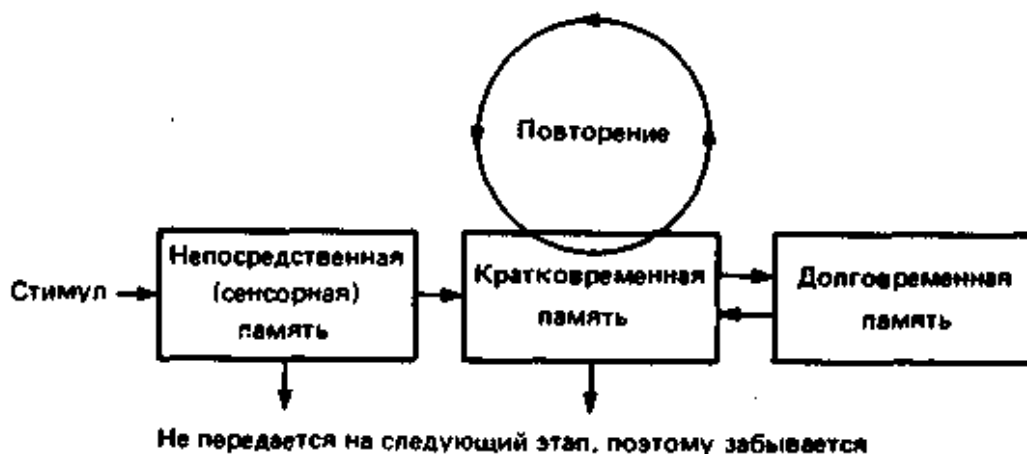 Повторение
Стимул
Непосредственная
(сенсорная)
память
Кратковременная
память
Долговременная
память
Не передается на следующий этап, поэтому забывается